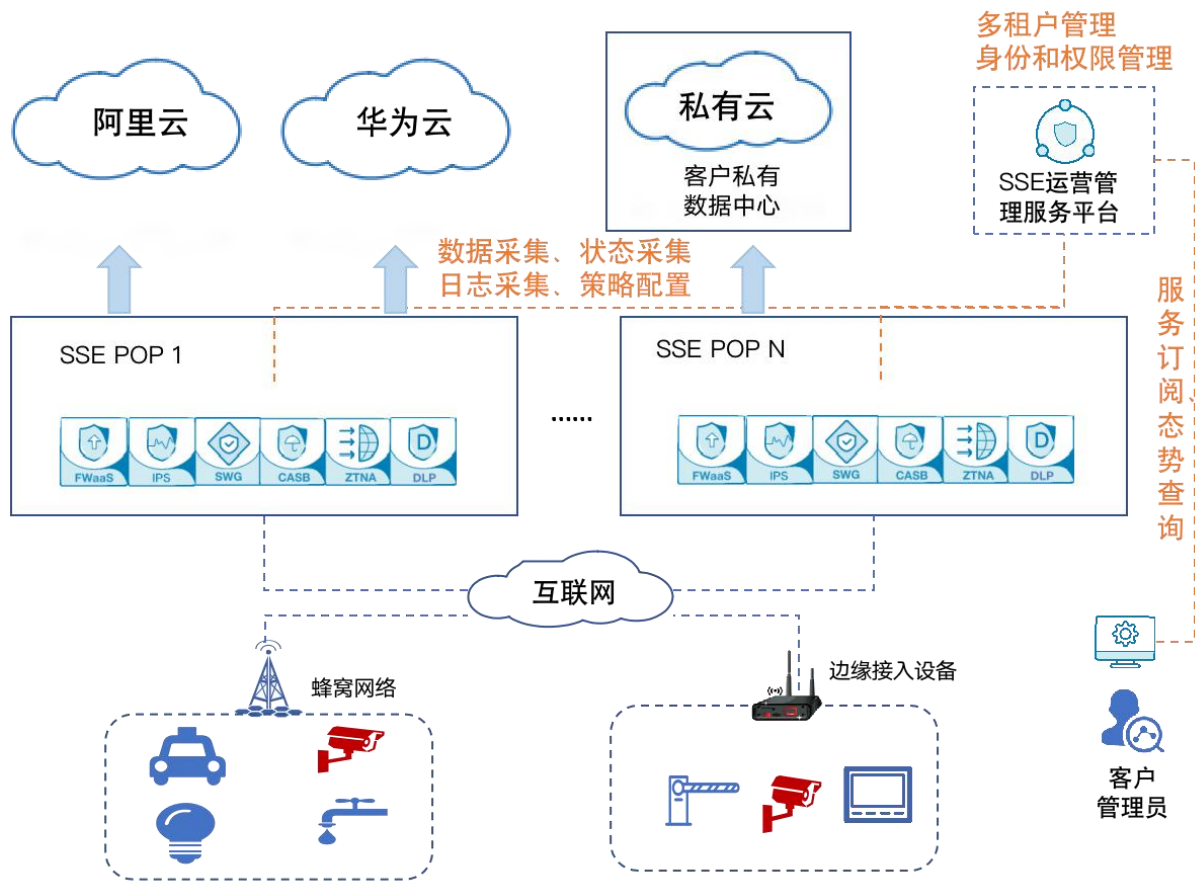 多租户管理
身份和权限管理
阿里云
华为云
私有云
客户私有
数据中心
SSE运营管
理服务平台
数据采集、状态采集
日志采集、策略配置
服务订阅态势查询
SSE POP 1
SSE POP N
......
FWaaS IPS SWG CASB ZTNA DLP
FWaaS IPS SWG CASB ZTNA DLP
互联网
蜂窝网络
边缘接入设备
客户
管理员